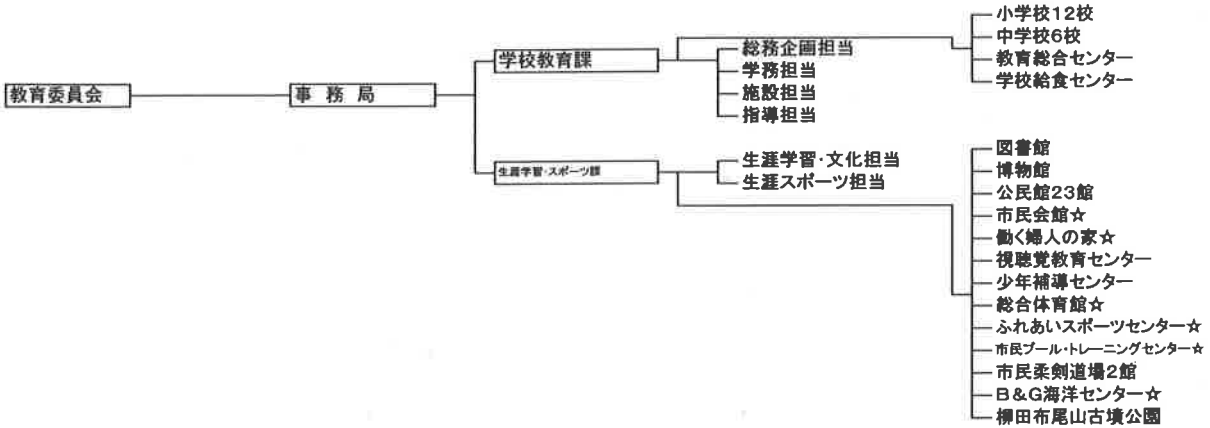 教育委員会
事務局
学校教育課
総務企画担当
学務担当
施設担当
指導担当
小学校12校
中学校6校
教育総合センター
学校給食センター
生涯学習・スポーツ課
生涯学習・文化担当
生涯スポーツ担当
図書館
博物館
公民館23館
市民会館☆
働く婦人の家☆
視聴覚教育センター
少年補導センター
総合体育館☆
ふれあいスポーツセンター☆
市民プール・トレーニングセンター☆
市民柔剣道場2館
B&G海洋センター☆
柳田布尾山古墳公園